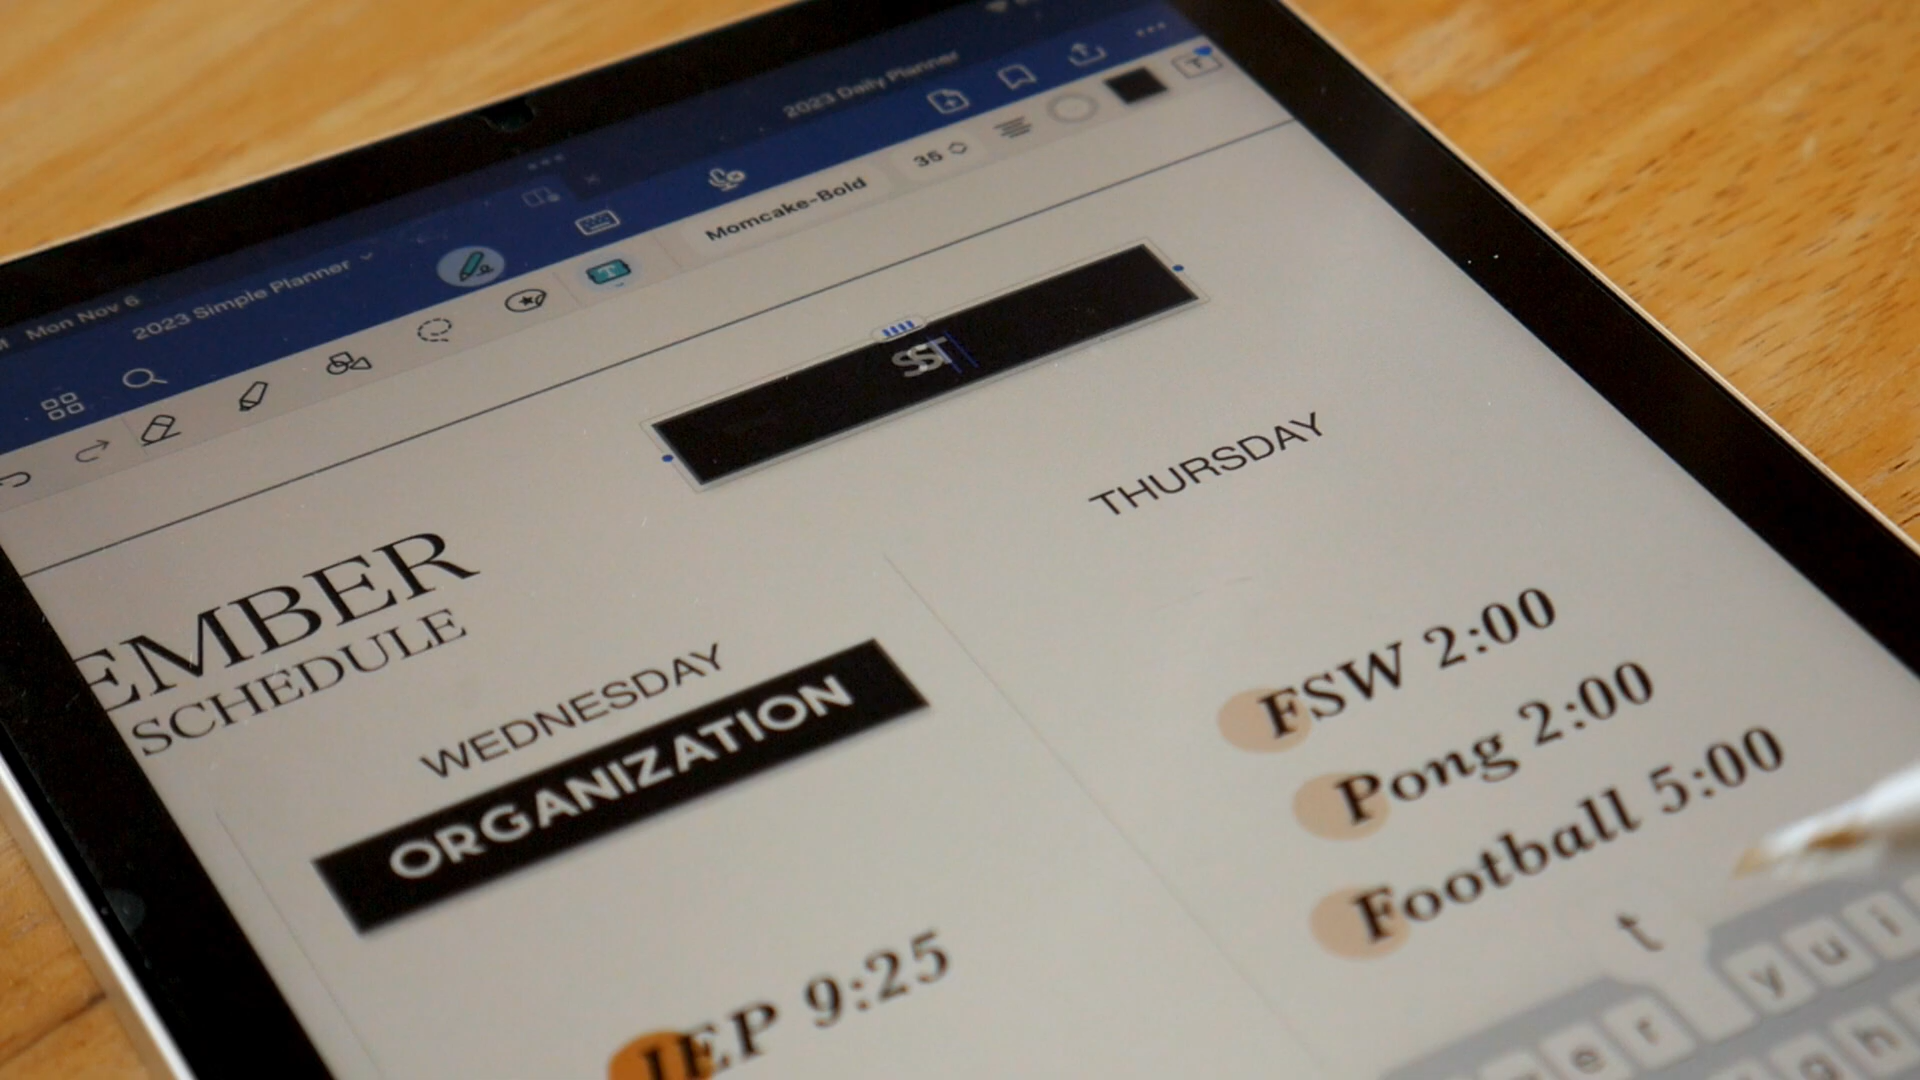 Mon Nov 6
2023 Simple Planner
2023 Daily Planner
Momcake-Bold
35
T
EMBER
SCHEDULE
WEDNESDAY
ORGANIZATION
IEP 9:25
THURSDAY
FSW 2:00
Pong 2:00
Football 5:00
t
e r y u i
g h